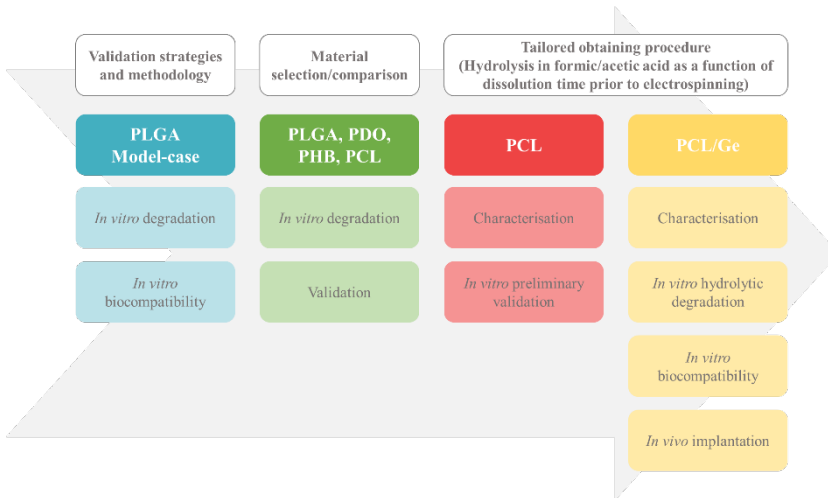 Validation strategies
and methodology
Material
selection/comparison
Tailored obtaining procedure
(Hydrolysis in formic/acetic acid as a function of
dissolution time prior to electrospinning)
PLGA
Model-case
PLGA, PDO,
PHB, PCL
PCL
PCL/Ge
In vitro degradation
In vitro degradation
Characterisation
Characterisation
In vitro
biocompatibility
Validation
In vitro preliminary
validation
In vitro hydrolytic
degradation
In vitro
biocompatibility
In vivo implantation